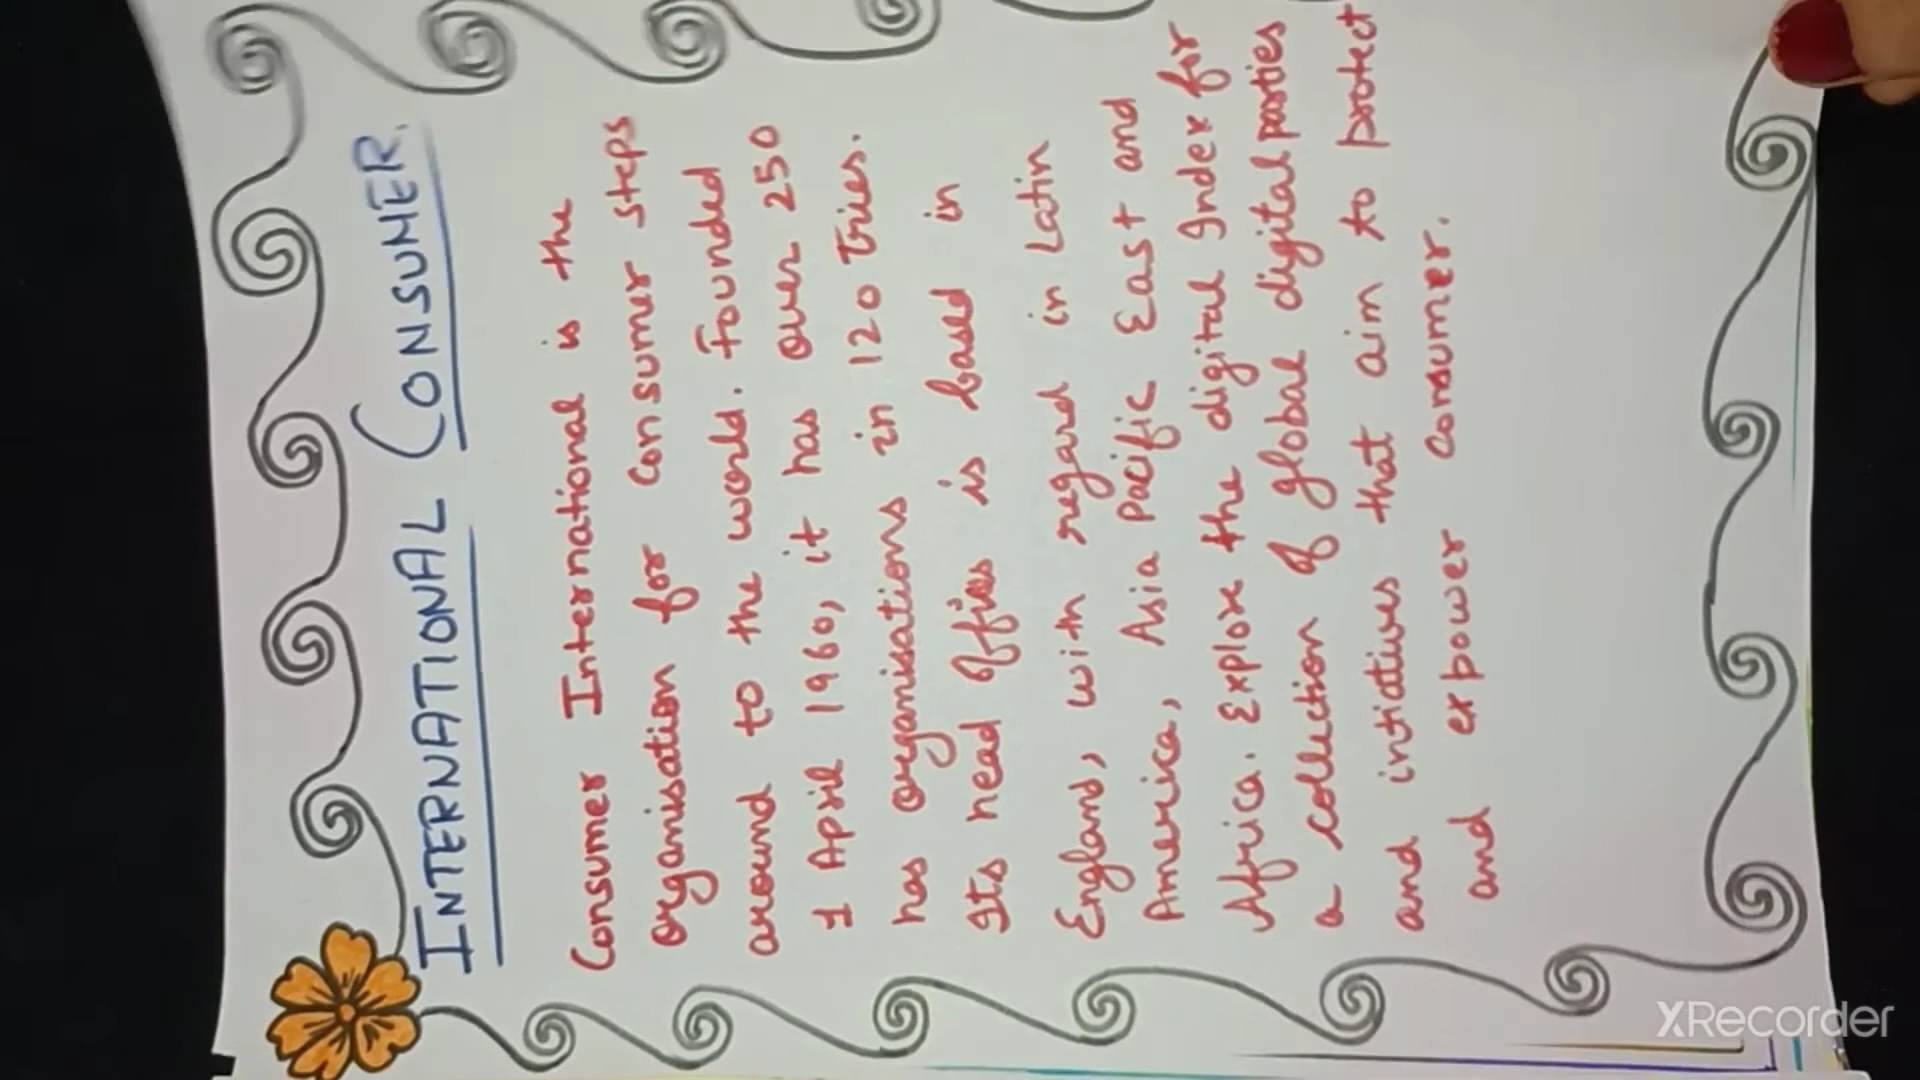 INTERNATIONAL CONSUMER.
Consumer International is the
organisation for consumer steps
around to the world. Founded
1 April 1960, it has over 250
has organisations in 120 tries.
Its head offies is based in
England, with regard in Latin
America, Asia Pacific East and
Africa. Explore the digital Index for
a collection of global digital parties
and intiatives that aim to protect
and expower consumer.
XRecorder